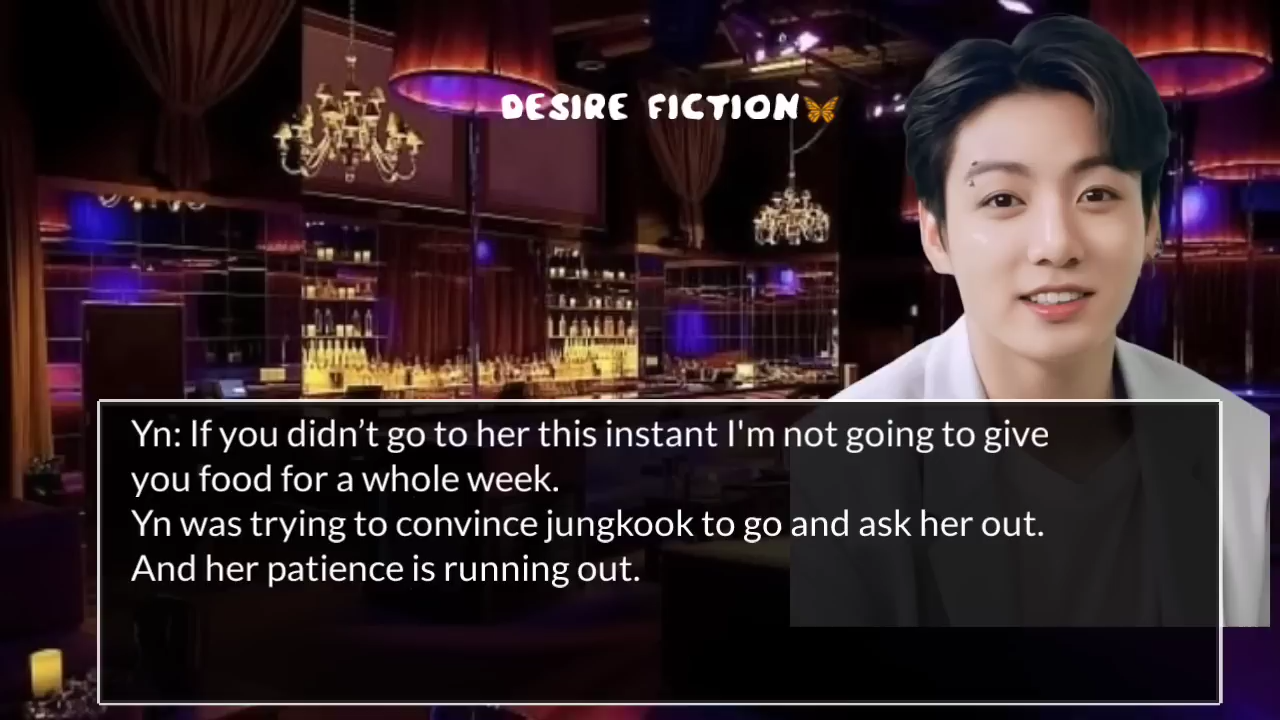 DESIRE FICTION🦋
Yn: If you didn’t go to her this instant I'm not going to give
you food for a whole week.
Yn was trying to convince jungkook to go and ask her out.
And her patience is running out.